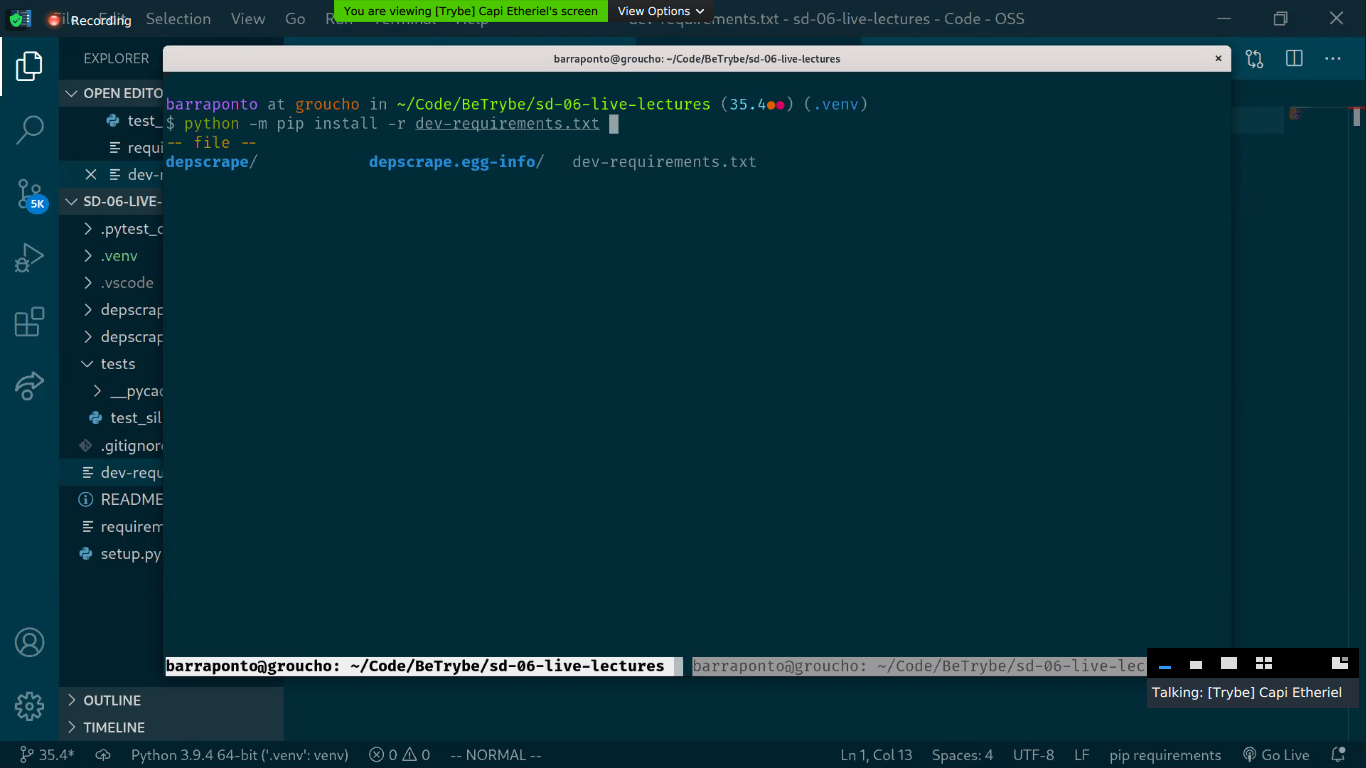 Recording
You are viewing [Trybe] Capi Etheriel's screen
View Options
Selection View Go
requirements.txt - sd-06-live-lectures - Code - OSS
EXPLORER
barraponto@groucho: ~/Code/BeTrybe/sd-06-live-lectures
OPEN EDITO
test_
requi
dev-r
SD-06-LIVE-
.pytest_c
.venv
.vscode
depscrap
depscrap
tests
__pycac
test_sil
.gitignore
dev-requ
README
requirem
setup.py
OUTLINE
TIMELINE
5K
barraponto at groucho in ~/Code/BeTrybe/sd-06-live-lectures (35.4●●) (.venv)
$ python -m pip install -r dev-requirements.txt
-- file --
depscrape/ depscrape.egg-info/ dev-requirements.txt
barraponto@groucho: ~/Code/BeTrybe/sd-06-live-lectures
barraponto@groucho: ~/Code/BeTrybe/sd-06-live-lec
Talking: [Trybe] Capi Etheriel
35.4* Python 3.9.4 64-bit ('.venv': venv) 0 0 -- NORMAL -- Ln 1, Col 13 Spaces: 4 UTF-8 LF pip requirements Go Live